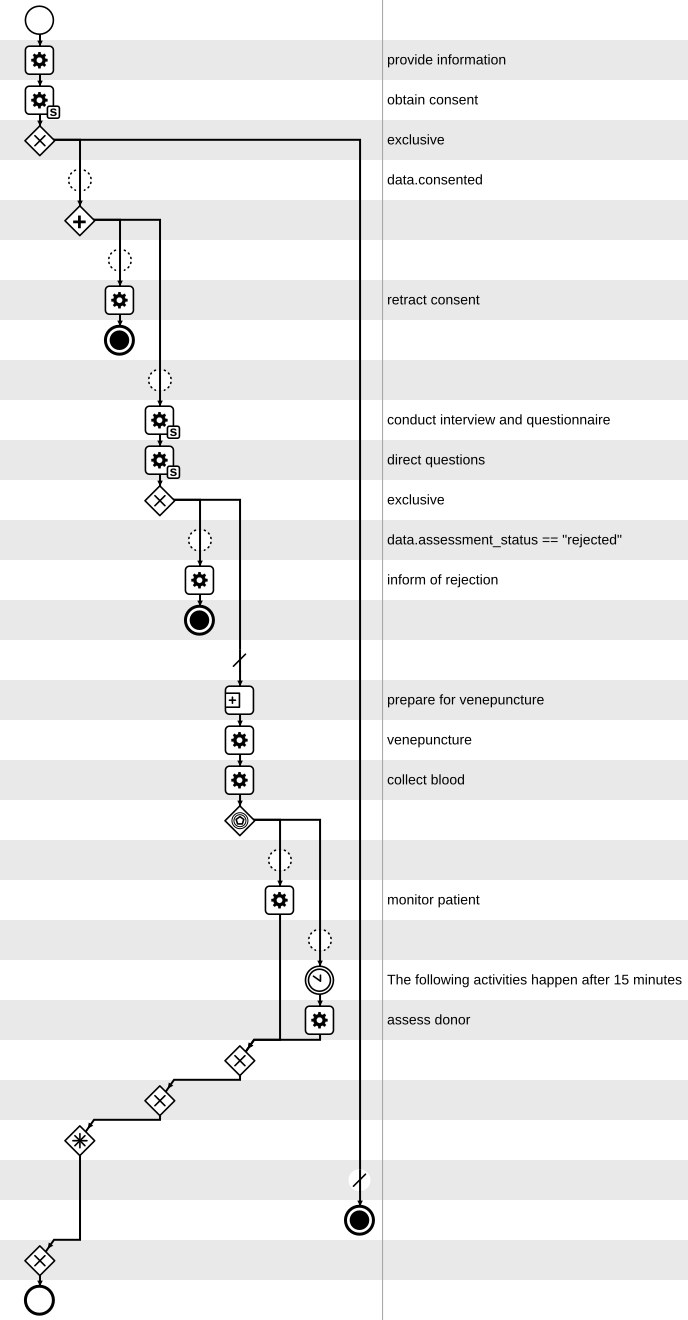 provide information
obtain consent
S
exclusive
data.consented
retract consent
conduct interview and questionnaire
S
direct questions
S
exclusive
data.assessment_status == "rejected"
inform of rejection
prepare for venepuncture
venepuncture
collect blood
monitor patient
The following activities happen after 15 minutes
assess donor